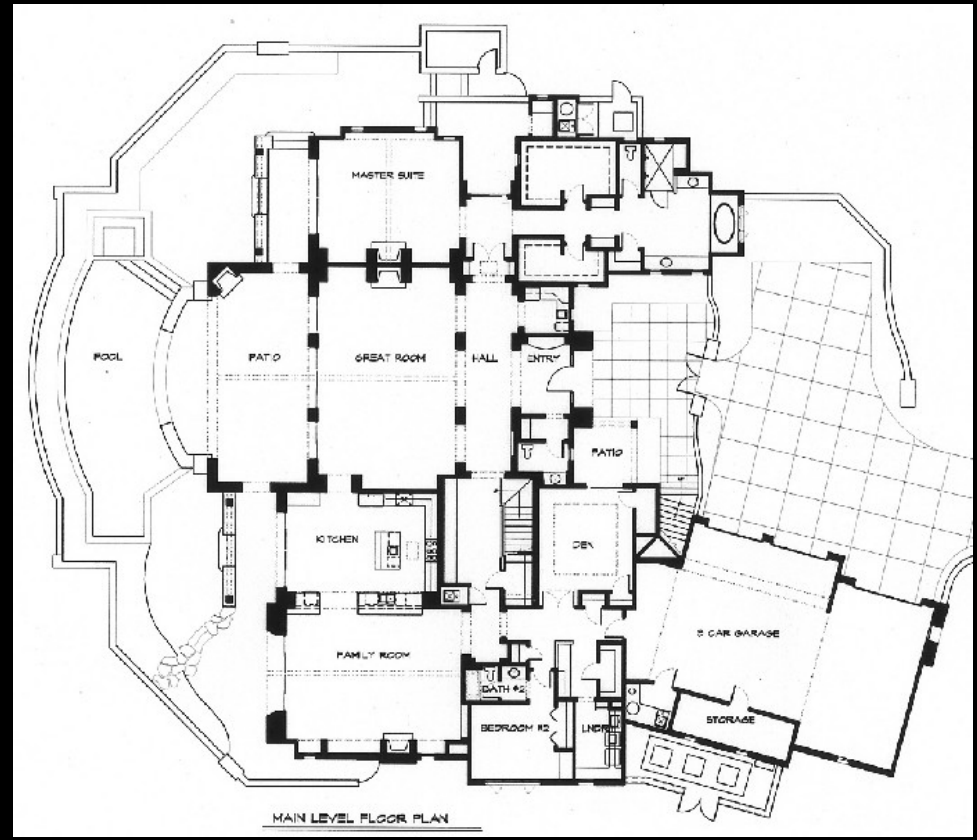 MASTER SUITE
POOL
PATIO
GREAT ROOM
HALL
ENTRY
PATIO
KITCHEN
DEN
FAMILY ROOM
3 CAR GARAGE
BATH #2
BEDROOM #2
LNDRY
STORAGE
MAIN LEVEL FLOOR PLAN